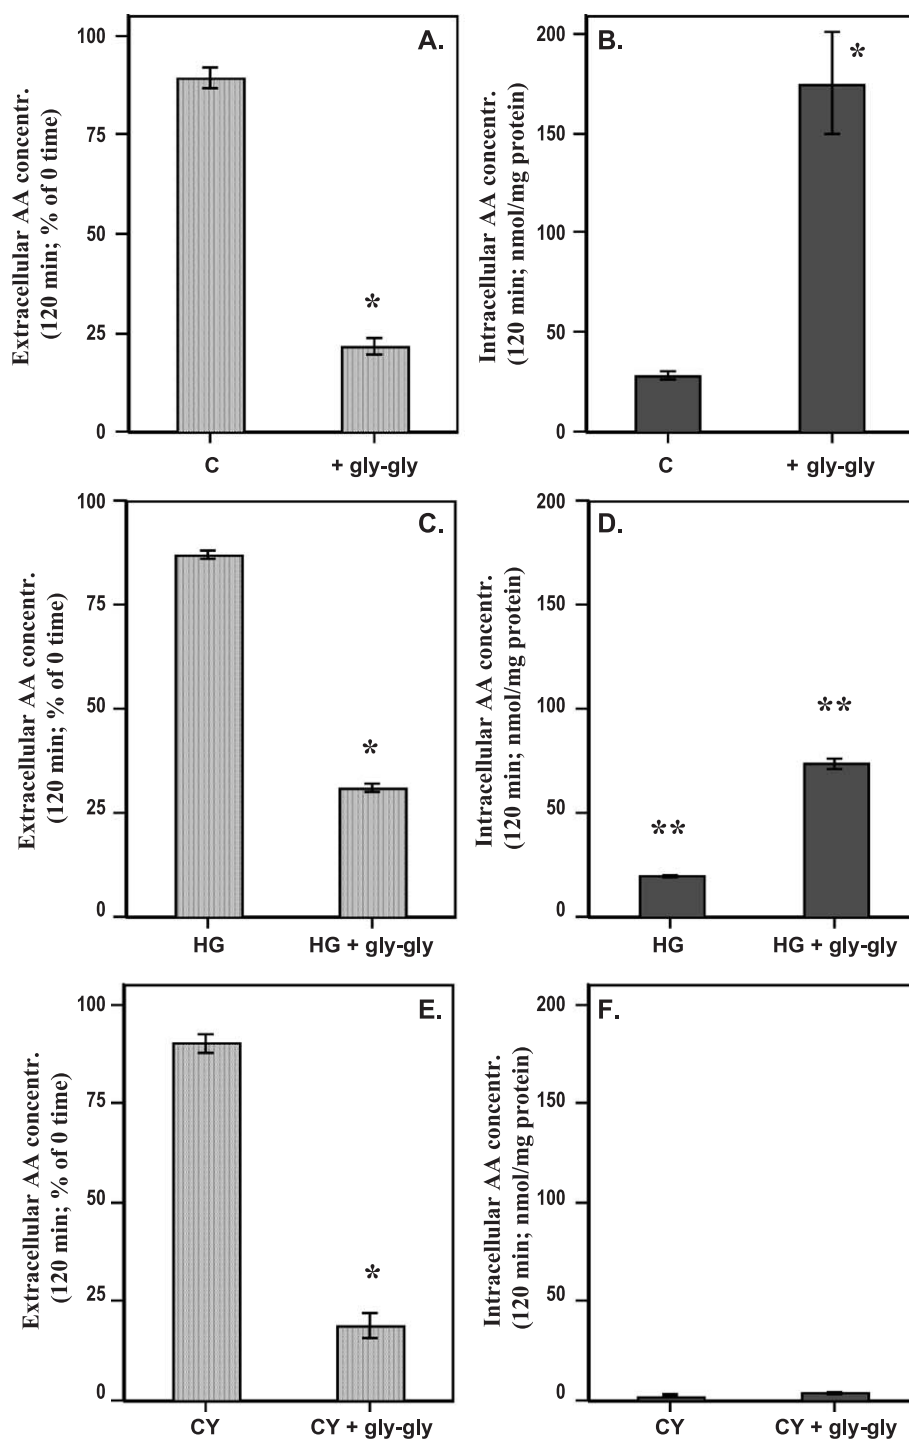 A.
Extracellular AA concentr.
(120 min; % of 0 time)
100
75
50
25
0
*
C
+ gly-gly
B.
Intracellular AA concentr.
(120 min; nmol/mg protein)
200
150
100
50
0
*
C
+ gly-gly
C.
Extracellular AA concentr.
(120 min; % of 0 time)
100
75
50
25
0
*
HG
HG + gly-gly
D.
Intracellular AA concentr.
(120 min; nmol/mg protein)
200
150
100
50
0
**
**
HG
HG + gly-gly
E.
Extracellular AA concentr.
(120 min; % of 0 time)
100
75
50
25
0
*
CY
CY + gly-gly
F.
Intracellular AA concentr.
(120 min; nmol/mg protein)
200
150
100
50
0
CY
CY + gly-gly